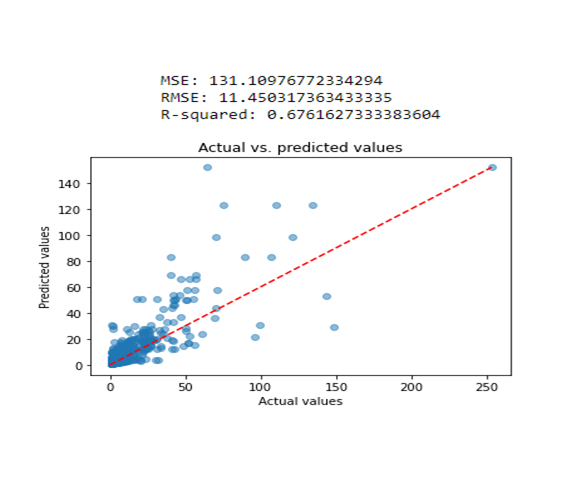 MSE: 131.10976772334294
RMSE: 11.450317363433335
R-squared: 0.6761627333383604
Actual vs. predicted values
Predicted values
140
120
100
80
60
40
20
0
0 50 100 150 200 250
Actual values